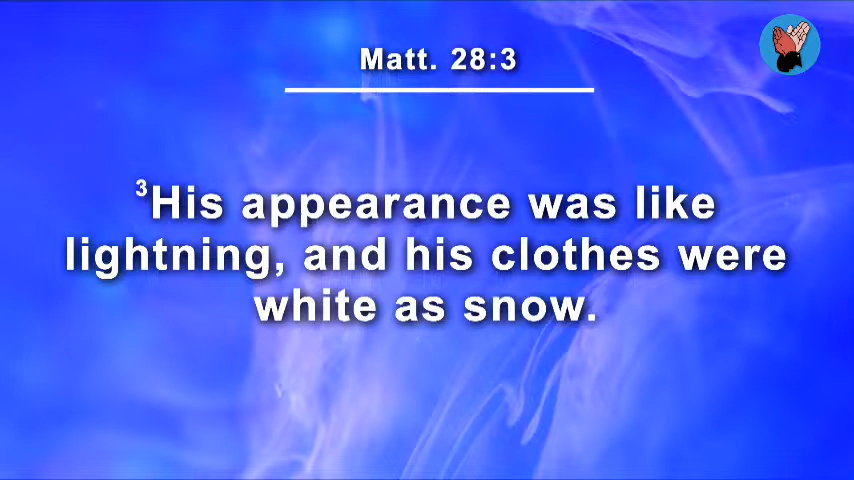 Matt. 28:3
³His appearance was like
lightning, and his clothes were
white as snow.